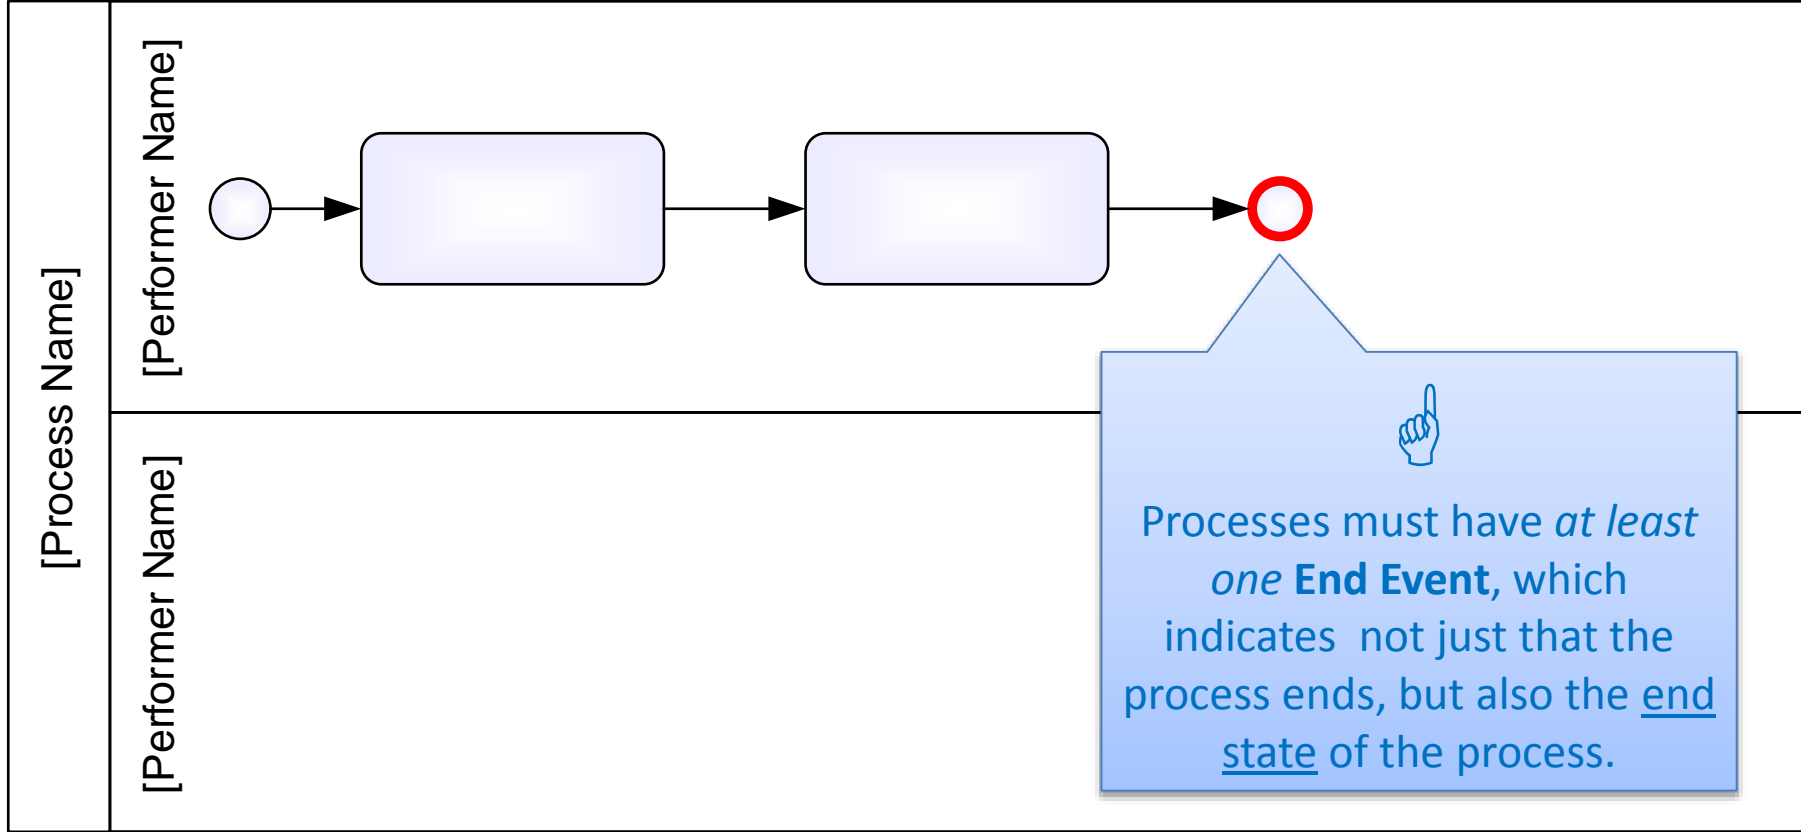 [Process Name]
[Performer Name]
[Performer Name]
Processes must have at least
one End Event, which
indicates  not just that the
process ends, but also the end
state of the process.